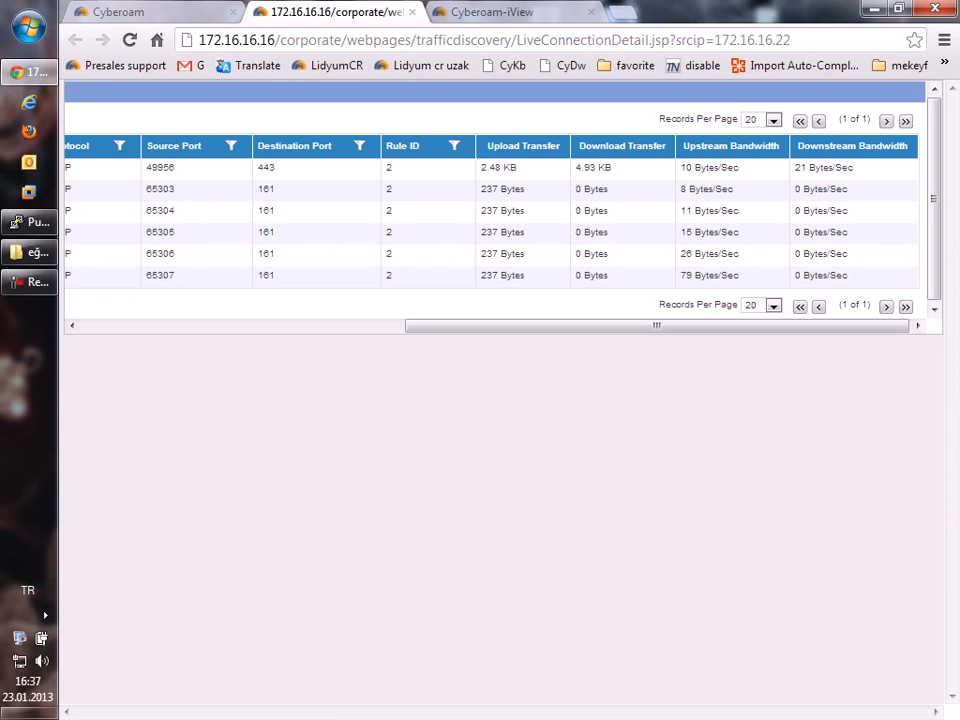 Cyberoam
172.16.16.16/corporate/we
Cyberoam-iView
172.16.16.16/corporate/webpages/trafficdiscovery/LiveConnectionDetail.jsp?srcip=172.16.16.22
Presales support
G
Translate
LidyumCR
Lidyum cr uzak
CyKb
CyDw
favorite
TN disable
Import Auto-Compl...
mekeyf
»
17...
Pu...
eğ...
Re...
Records Per Page 20 (1 of 1)
otocol Source Port Destination Port Rule ID Upload Transfer Download Transfer Upstream Bandwidth Downstream Bandwidth
P 49956 443 2 2.48 KB 4.93 KB 10 Bytes/Sec 21 Bytes/Sec
P 65303 161 2 237 Bytes 0 Bytes 8 Bytes/Sec 0 Bytes/Sec
P 65304 161 2 237 Bytes 0 Bytes 11 Bytes/Sec 0 Bytes/Sec
P 65305 161 2 237 Bytes 0 Bytes 15 Bytes/Sec 0 Bytes/Sec
P 65306 161 2 237 Bytes 0 Bytes 26 Bytes/Sec 0 Bytes/Sec
P 65307 161 2 237 Bytes 0 Bytes 79 Bytes/Sec 0 Bytes/Sec
Records Per Page 20 (1 of 1)
TR
16:37
23.01.2013